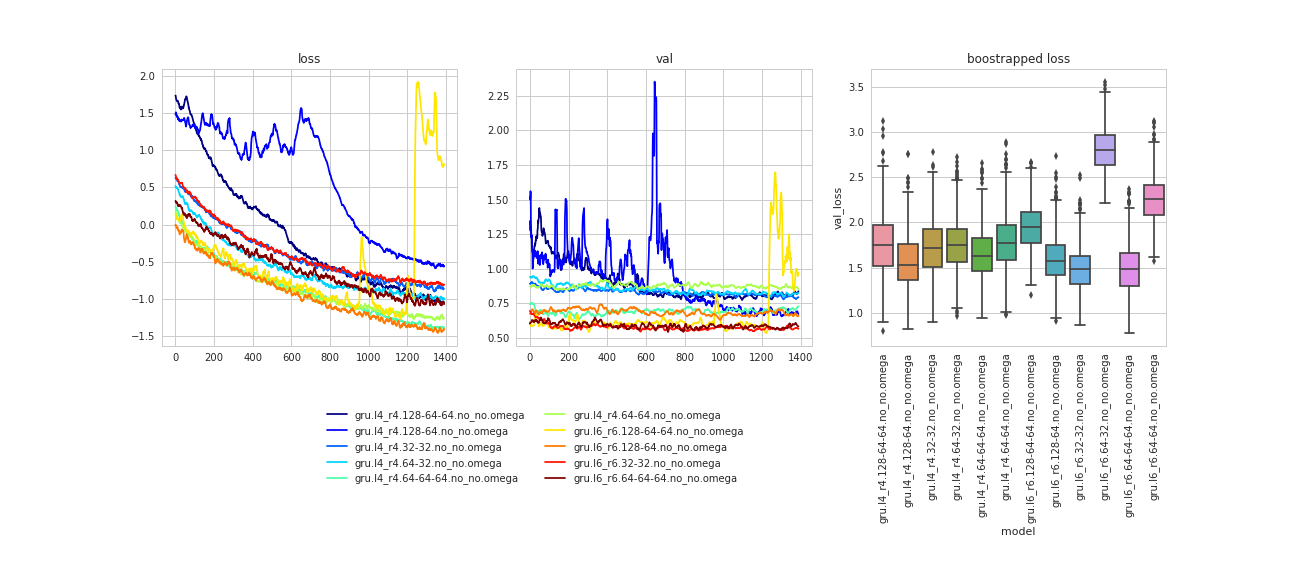 loss
2.0
1.5
1.0
0.5
0.0
−0.5
−1.0
−1.5
0 200 400 600 800 1000 1200 1400
val
2.25
2.00
1.75
1.50
1.25
1.00
0.75
0.50
0 200 400 600 800 1000 1200 1400
boostrapped loss
3.5
3.0
2.5
2.0
1.5
1.0
val_loss
gru.l4_r4.128-64-64.no_no.omega
gru.l4_r4.128-64.no_no.omega
gru.l4_r4.32-32.no_no.omega
gru.l4_r4.64-32.no_no.omega
gru.l4_r4.64-64-64.no_no.omega
gru.l4_r4.64-64.no_no.omega
gru.l6_r6.128-64-64.no_no.omega
gru.l6_r6.128-64.no_no.omega
gru.l6_r6.32-32.no_no.omega
gru.l6_r6.64-32.no_no.omega
gru.l6_r6.64-64-64.no_no.omega
gru.l6_r6.64-64.no_no.omega
model
gru.l4_r4.128-64-64.no_no.omega
gru.l4_r4.128-64.no_no.omega
gru.l4_r4.32-32.no_no.omega
gru.l4_r4.64-32.no_no.omega
gru.l4_r4.64-64-64.no_no.omega
gru.l4_r4.64-64.no_no.omega
gru.l6_r6.128-64-64.no_no.omega
gru.l6_r6.128-64.no_no.omega
gru.l6_r6.32-32.no_no.omega
gru.l6_r6.64-64-64.no_no.omega